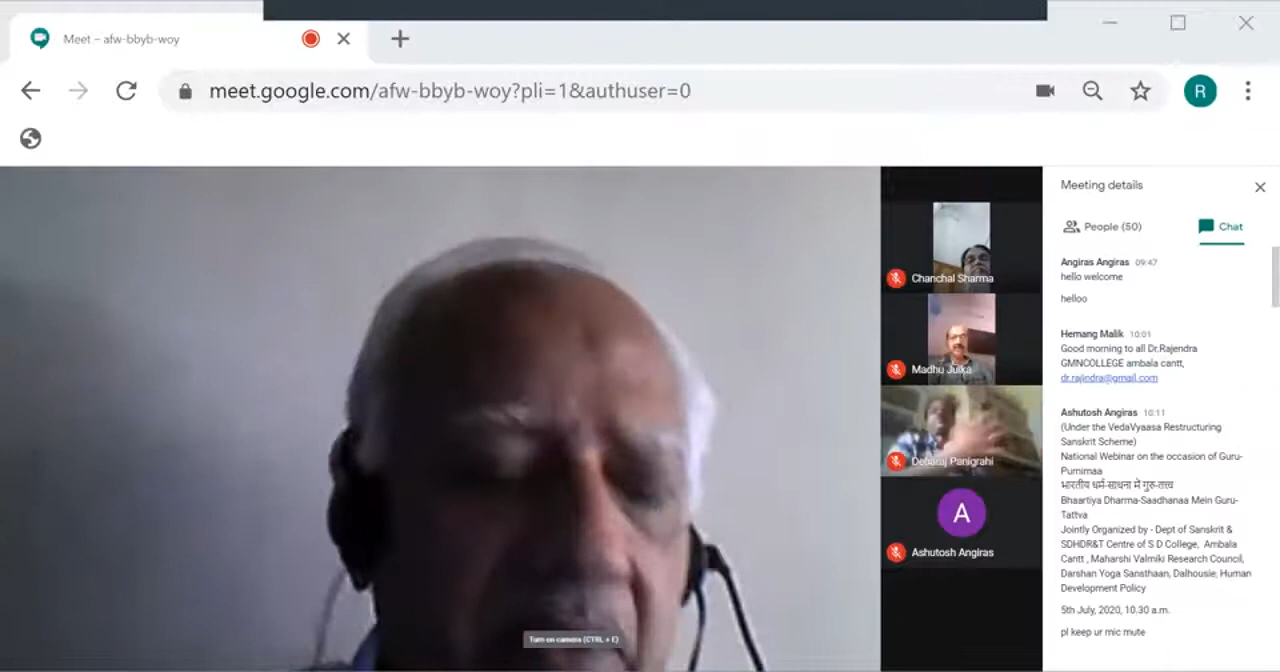 Meet – afw-bbyb-woy
meet.google.com/afw-bbyb-woy?pli=1&authuser=0
R
Meeting details
People (50)
Chat
Angiras Angiras 09:47
hello welcome
helloo
Hemang Malik 10:01
Good morning to all Dr.Rajendra
GMNCOLLEGE ambala cantt,
dr.rajindra@gmail.com
Ashutosh Angiras 10:11
(Under the VedaVyaasa Restructuring
Sanskrit Scheme)
National Webinar on the occasion of Guru-
Purnimaa
भारतीय धर्म-साधना में गुरु-तत्त्व
Bhaartiya Dharma-Saadhanaa Mein Guru-
Tattva
Jointly Organized by - Dept of Sanskrit &
SDHDR&T Centre of S D College, Ambala
Cantt , Maharshi Valmiki Research Council,
Darshan Yoga Sansthaan, Dalhousie, Human
Development Policy
5th July, 2020, 10.30 a.m.
pl keep ur mic mute
Chanchal Sharma
Madhu Julka
Debaraj Panigrahi
A
Ashutosh Angiras
Turn on camera (CTRL + E)